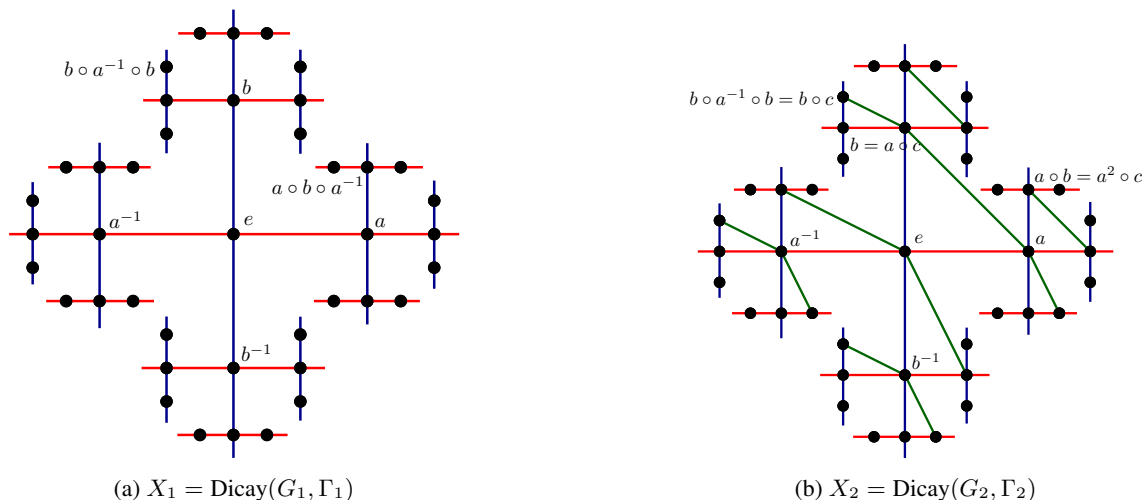 b ∘ a⁻¹ ∘ b
b
a ∘ b ∘ a⁻¹
a⁻¹
e
a
b⁻¹
(a) X₁ = Dicay(G₁, Γ₁)
b ∘ a⁻¹ ∘ b = b ∘ c
b = a ∘ c
a ∘ b = a² ∘ c
a⁻¹
e
a
b⁻¹
(b) X₂ = Dicay(G₂, Γ₂)